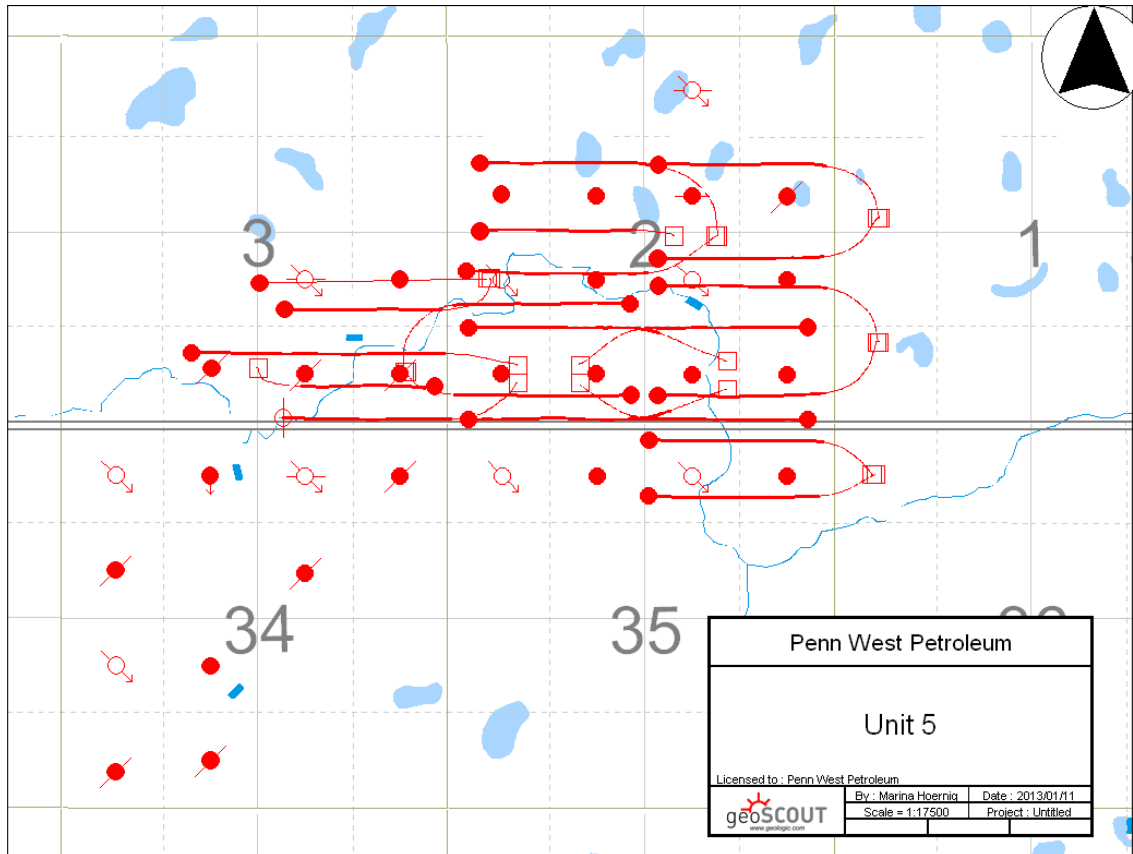 3
2
1
34
35
Penn West Petroleum
Unit 5
Licensed to : Penn West Petroleum
By : Marina Hoernig
Date : 2013/01/11
geoSCOUT
Scale = 1:17500
Project : Untitled
www.geologic.com